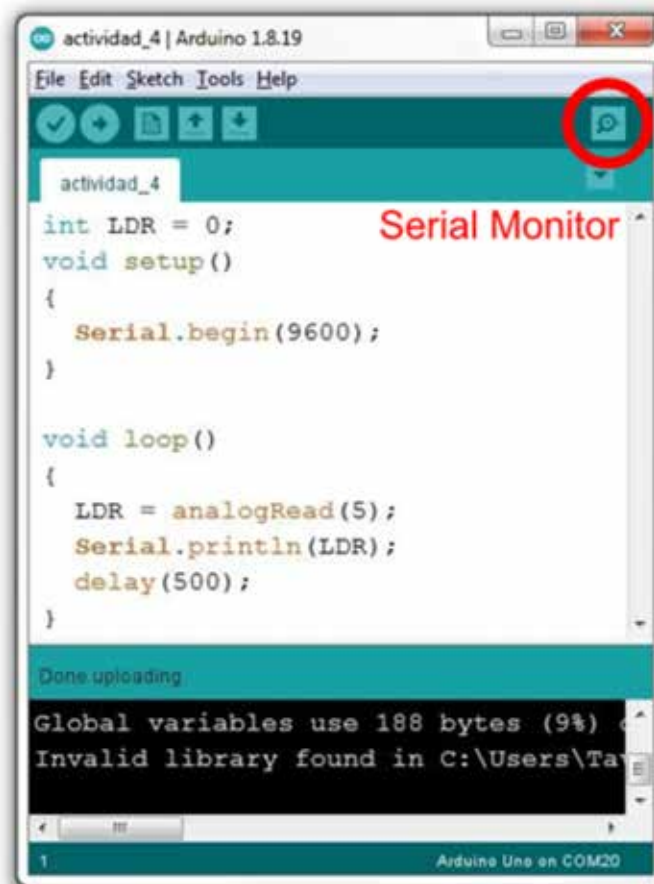 actividad_4 | Arduino 1.8.19
File Edit Sketch Tools Help
actividad_4
Serial Monitor
int LDR = 0;
void setup()
{
  Serial.begin(9600);
}
void loop()
{
  LDR = analogRead(5);
  Serial.println(LDR);
  delay(500);
}
Done uploading
Global variables use 188 bytes (9%)
Invalid library found in C:\Users\Tav
1
Arduino Uno on COM20